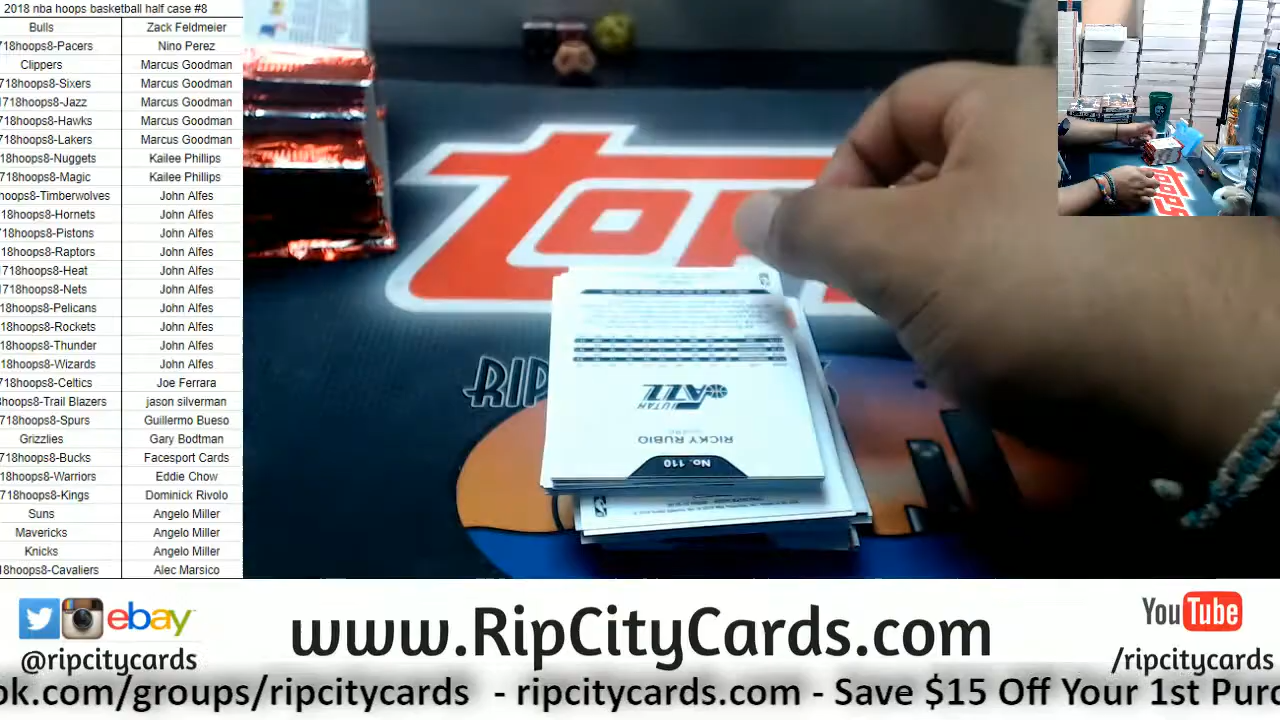 2018 nba hoops basketball half case #8
Bulls Zack Feldmeier
718hoops8-Pacers Nino Perez
Clippers Marcus Goodman
718hoops8-Sixers Marcus Goodman
1718hoops8-Jazz Marcus Goodman
718hoops8-Hawks Marcus Goodman
718hoops8-Lakers Marcus Goodman
18hoops8-Nuggets Kailee Phillips
718hoops8-Magic Kailee Phillips
hoops8-Timberwolves John Alfes
18hoops8-Hornets John Alfes
718hoops8-Pistons John Alfes
18hoops8-Raptors John Alfes
1718hoops8-Heat John Alfes
718hoops8-Nets John Alfes
18hoops8-Pelicans John Alfes
18hoops8-Rockets John Alfes
18hoops8-Thunder John Alfes
18hoops8-Wizards John Alfes
718hoops8-Celtics Joe Ferrara
8hoops8-Trail Blazers jason silverman
718hoops8-Spurs Guillermo Bueso
Grizzlies Gary Bodtman
718hoops8-Bucks Facesport Cards
18hoops8-Warriors Eddie Chow
718hoops8-Kings Dominick Rivolo
Suns Angelo Miller
Mavericks Angelo Miller
Knicks Angelo Miller
18hoops8-Cavaliers Alec Marsico
RIP
UTAH
JAZZ
RICKY RUBIO
No. 110
ebay
@ripcitycards
www.RipCityCards.com
YouTube
/ripcitycards
ok.com/groups/ripcitycards - ripcitycards.com - Save $15 Off Your 1st Purc